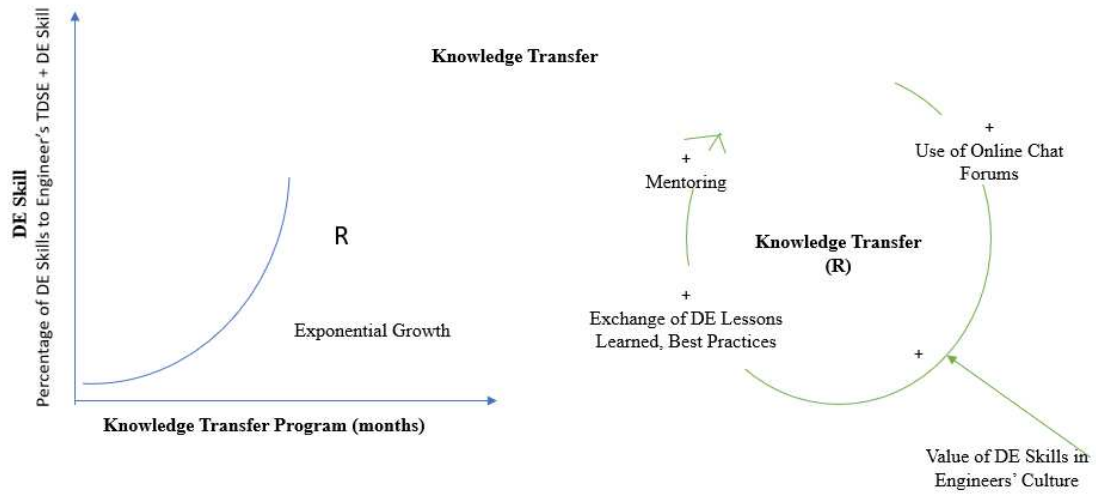 Knowledge Transfer
DE Skill
Percentage of DE Skills to Engineer's TDSE + DE Skill
R
Exponential Growth
Knowledge Transfer Program (months)
+
Use of Online Chat
Forums
+
Mentoring
Knowledge Transfer
(R)
+
Exchange of DE Lessons
Learned, Best Practices
+
Value of DE Skills in
Engineers' Culture